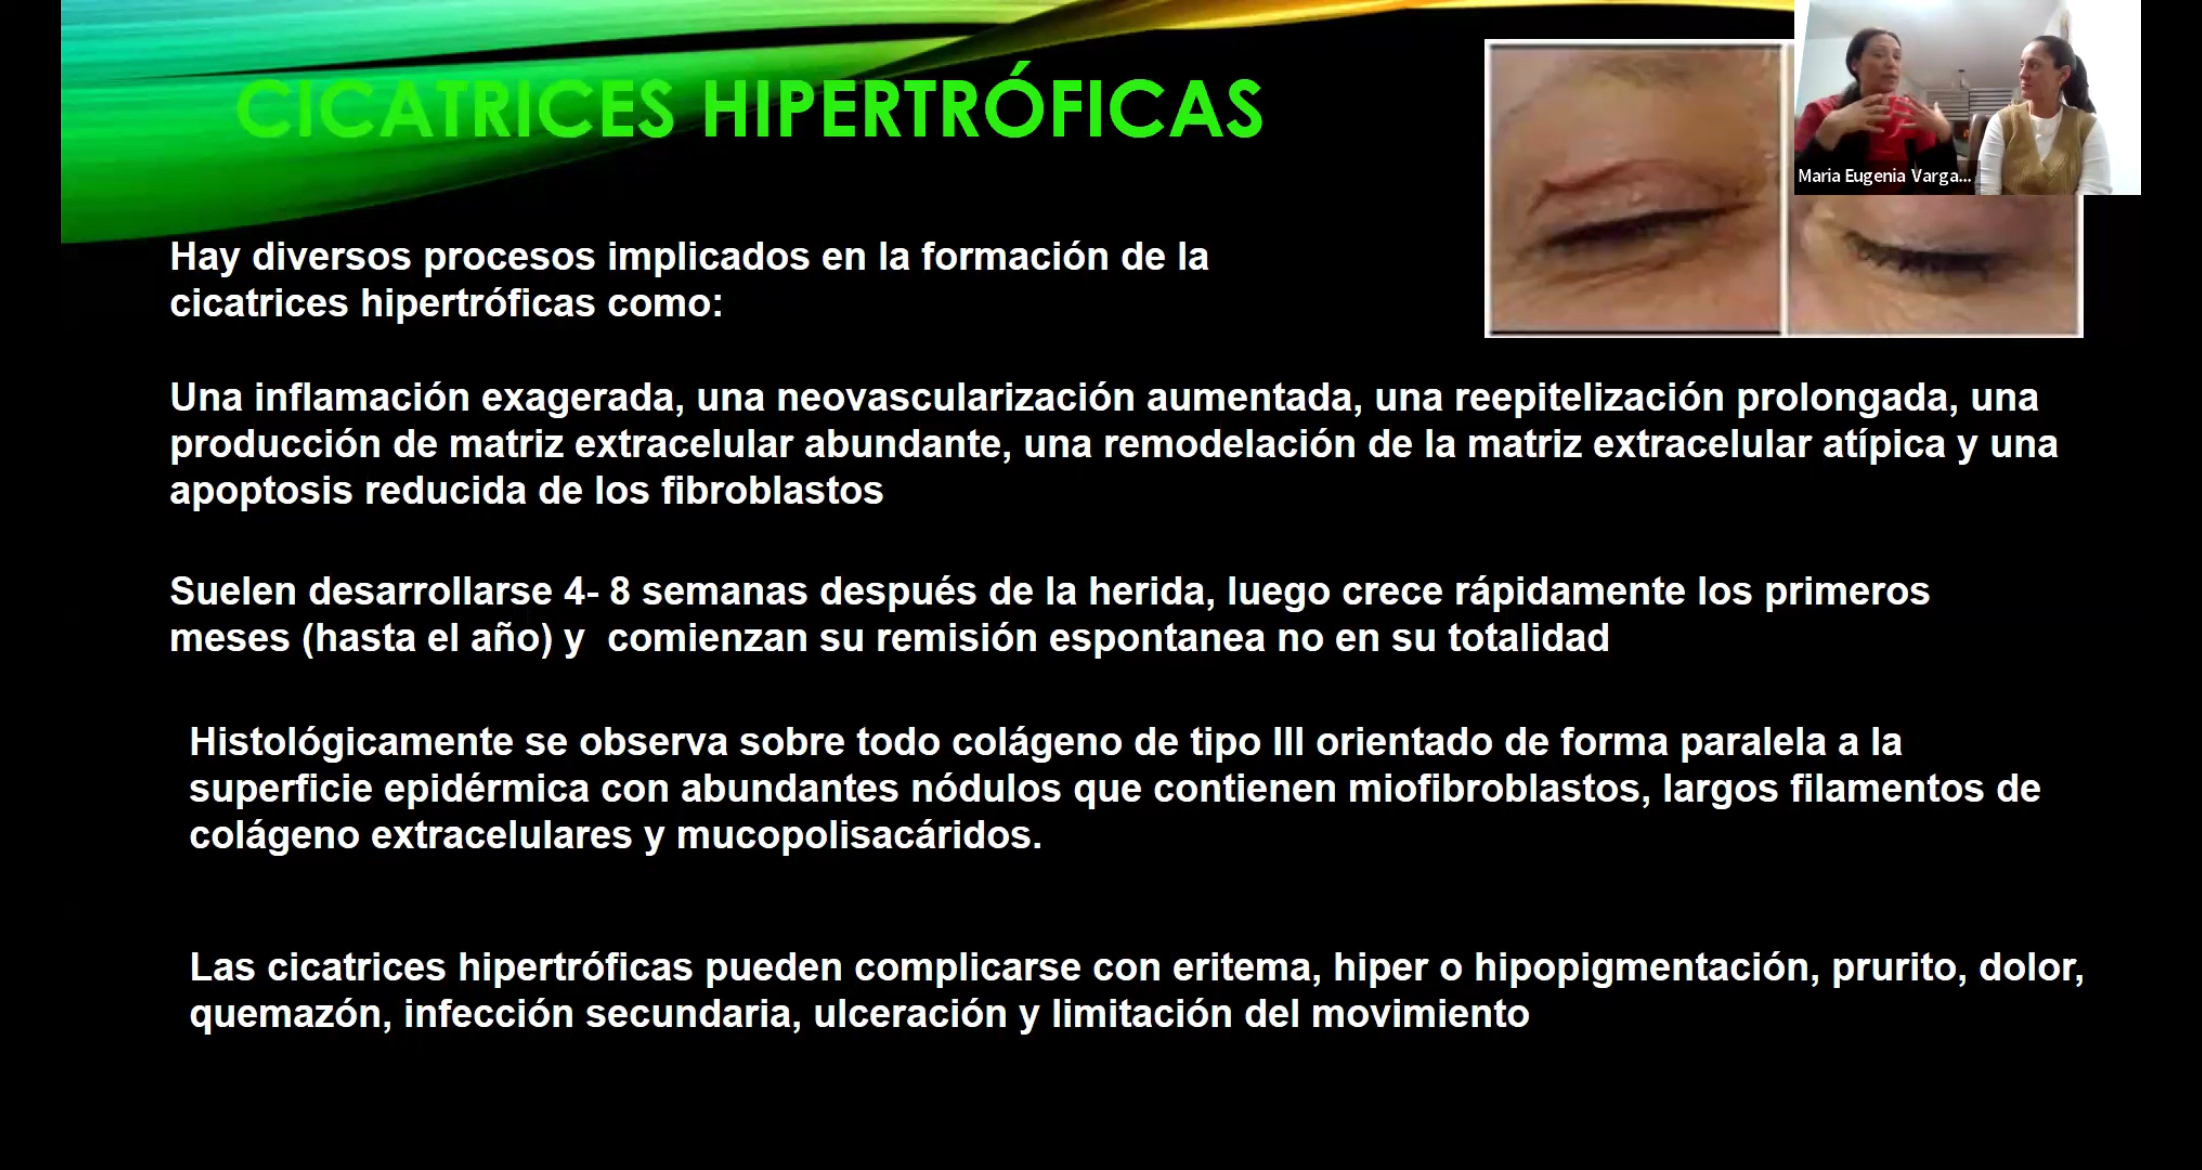 CICATRICES HIPERTRÓFICAS
Maria Eugenia Varga...
Hay diversos procesos implicados en la formación de la
cicatrices hipertróficas como:
Una inflamación exagerada, una neovascularización aumentada, una reepitelización prolongada, una
producción de matriz extracelular abundante, una remodelación de la matriz extracelular atípica y una
apoptosis reducida de los fibroblastos
Suelen desarrollarse 4- 8 semanas después de la herida, luego crece rápidamente los primeros
meses (hasta el año) y  comienzan su remisión espontanea no en su totalidad
Histológicamente se observa sobre todo colágeno de tipo III orientado de forma paralela a la
superficie epidérmica con abundantes nódulos que contienen miofibroblastos, largos filamentos de
colágeno extracelulares y mucopolisacáridos.
Las cicatrices hipertróficas pueden complicarse con eritema, hiper o hipopigmentación, prurito, dolor,
quemazón, infección secundaria, ulceración y limitación del movimiento